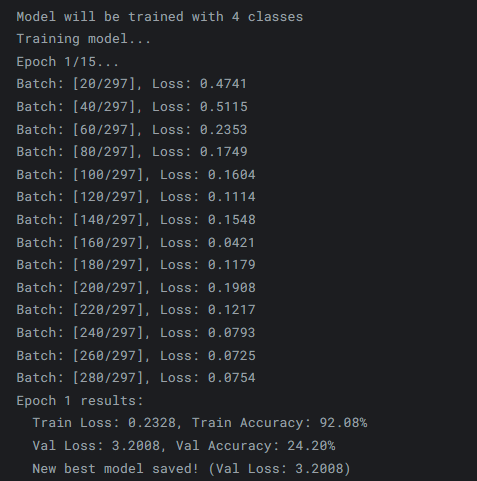 Model will be trained with 4 classes
Training model...
Epoch 1/15...
Batch: [20/297], Loss: 0.4741
Batch: [40/297], Loss: 0.5115
Batch: [60/297], Loss: 0.2353
Batch: [80/297], Loss: 0.1749
Batch: [100/297], Loss: 0.1604
Batch: [120/297], Loss: 0.1114
Batch: [140/297], Loss: 0.1548
Batch: [160/297], Loss: 0.0421
Batch: [180/297], Loss: 0.1179
Batch: [200/297], Loss: 0.1908
Batch: [220/297], Loss: 0.1217
Batch: [240/297], Loss: 0.0793
Batch: [260/297], Loss: 0.0725
Batch: [280/297], Loss: 0.0754
Epoch 1 results:
  Train Loss: 0.2328, Train Accuracy: 92.08%
  Val Loss: 3.2008, Val Accuracy: 24.20%
  New best model saved! (Val Loss: 3.2008)